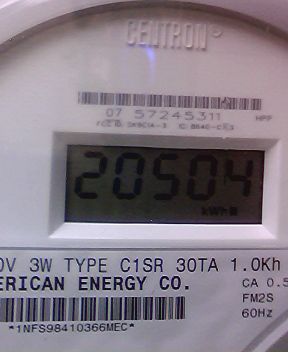 CENTRON®
07 57245311 HPF
20504
kWh
0V 3W TYPE C1SR 30TA 1.0Kh
ERICAN ENERGY CO.
CA 0.5
FM2S
60Hz
*1NFS98410366MEC*